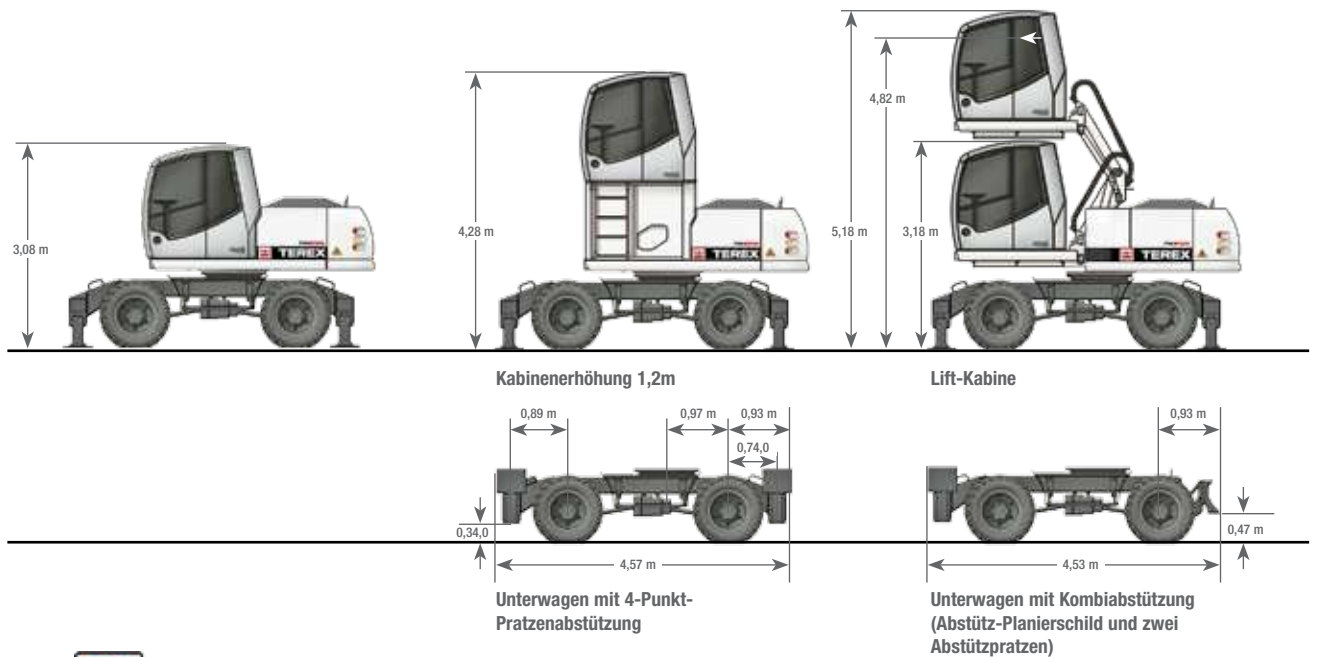 5,18 m
4,82 m
4,28 m
3,18 m
3,08 m
TEREX
TEREX
TEREX
Kabinenerhöhung 1,2m
Lift-Kabine
0,89 m
0,97 m
0,93 m
0,74,0
0,34,0
4,57 m
0,93 m
0,47 m
4,53 m
Unterwagen mit 4-Punkt-
Pratzenabstützung
Unterwagen mit Kombiabstützung
(Abstütz-Planierschild und zwei
Abstützpratzen)